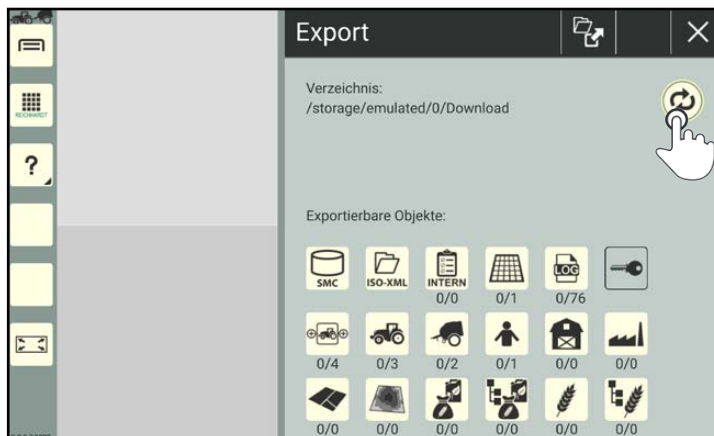 Export
Verzeichnis:
/storage/emulated/0/Download
REICHHARDT
?
Exportierbare Objekte:
SMC ISO-XML INTERN LOG
0/0 0/1 0/76
0/4 0/3 0/2 0/1 0/0 0/0
0/0 0/0 0/0 0/0 0/0 0/0